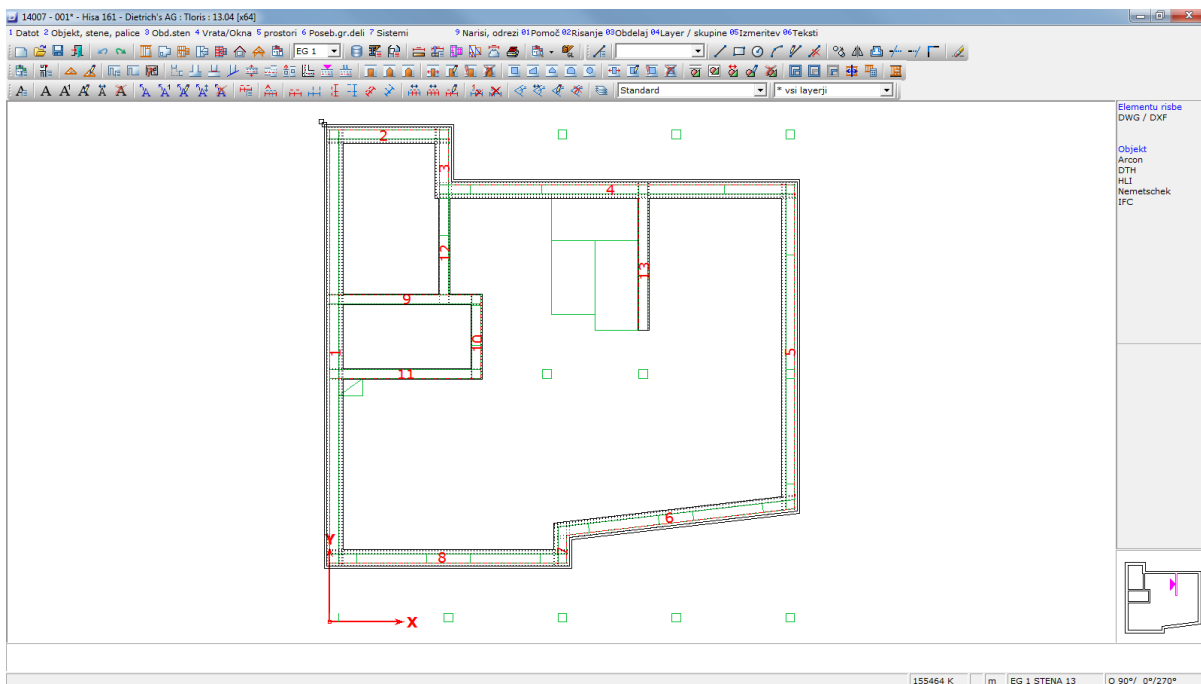 14007 - 001* - Hisa 161 - Dietrich's AG : Tloris : 13.04 [x64]
1 Datot 2 Objekt, stene, palice 3 Obd.sten 4 Vrata/Okna 5 prostori 6 Poseb.gr.deli 7 Sistemi 9 Narisi, odrezi 01Pomoč 02Risanje 03Obdelaj 04Layer / skupine 05Izmeritev 06Teksti
EG 1
Standard * vsi layerji
Elementu risbe
DWG / DXF
Objekt
Arcon
DTH
HLI
Nemetschek
IFC
2
3
4
12
13
9
1
10
5
11
6
7
8
Y
X
155464 K m EG 1 STENA 13 O 90°/ 0°/270°